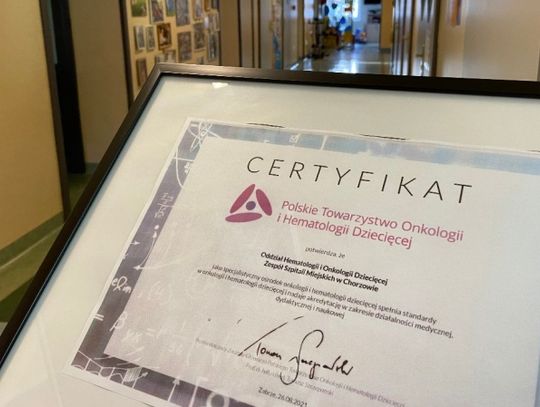 CERTYFIKAT
Polskie Towarzystwo Onkologii
i Hematologii Dziecięcej
potwierdza, że
Oddział Hematologii i Onkologii Dziecięcej
Zespół Szpitali Miejskich w Chorzowie
jako specjalistyczny ośrodek onkologii i hematologii dziecięcej spełnia standardy
w onkologii i hematologii dziecięcej i nadaje akredytację w zakresie działalności medycznej,
dydaktycznej i naukowej
Zabrze, 26.08.2021